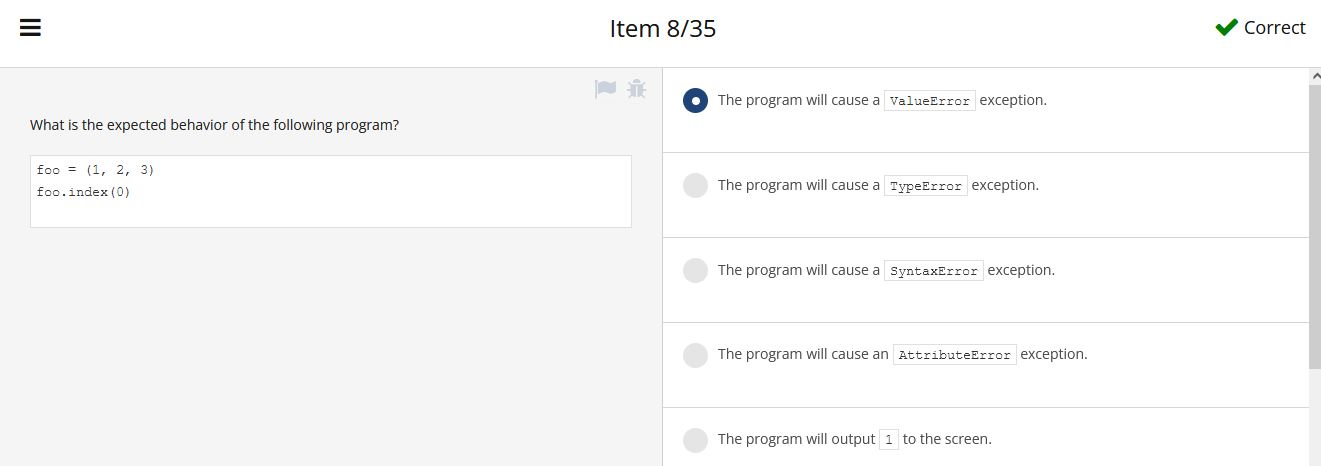 Item 8/35
Correct
What is the expected behavior of the following program?
foo = (1, 2, 3)
foo.index(0)
The program will cause a ValueError exception.
The program will cause a TypeError exception.
The program will cause a SyntaxError exception.
The program will cause an AttributeError exception.
The program will output 1 to the screen.